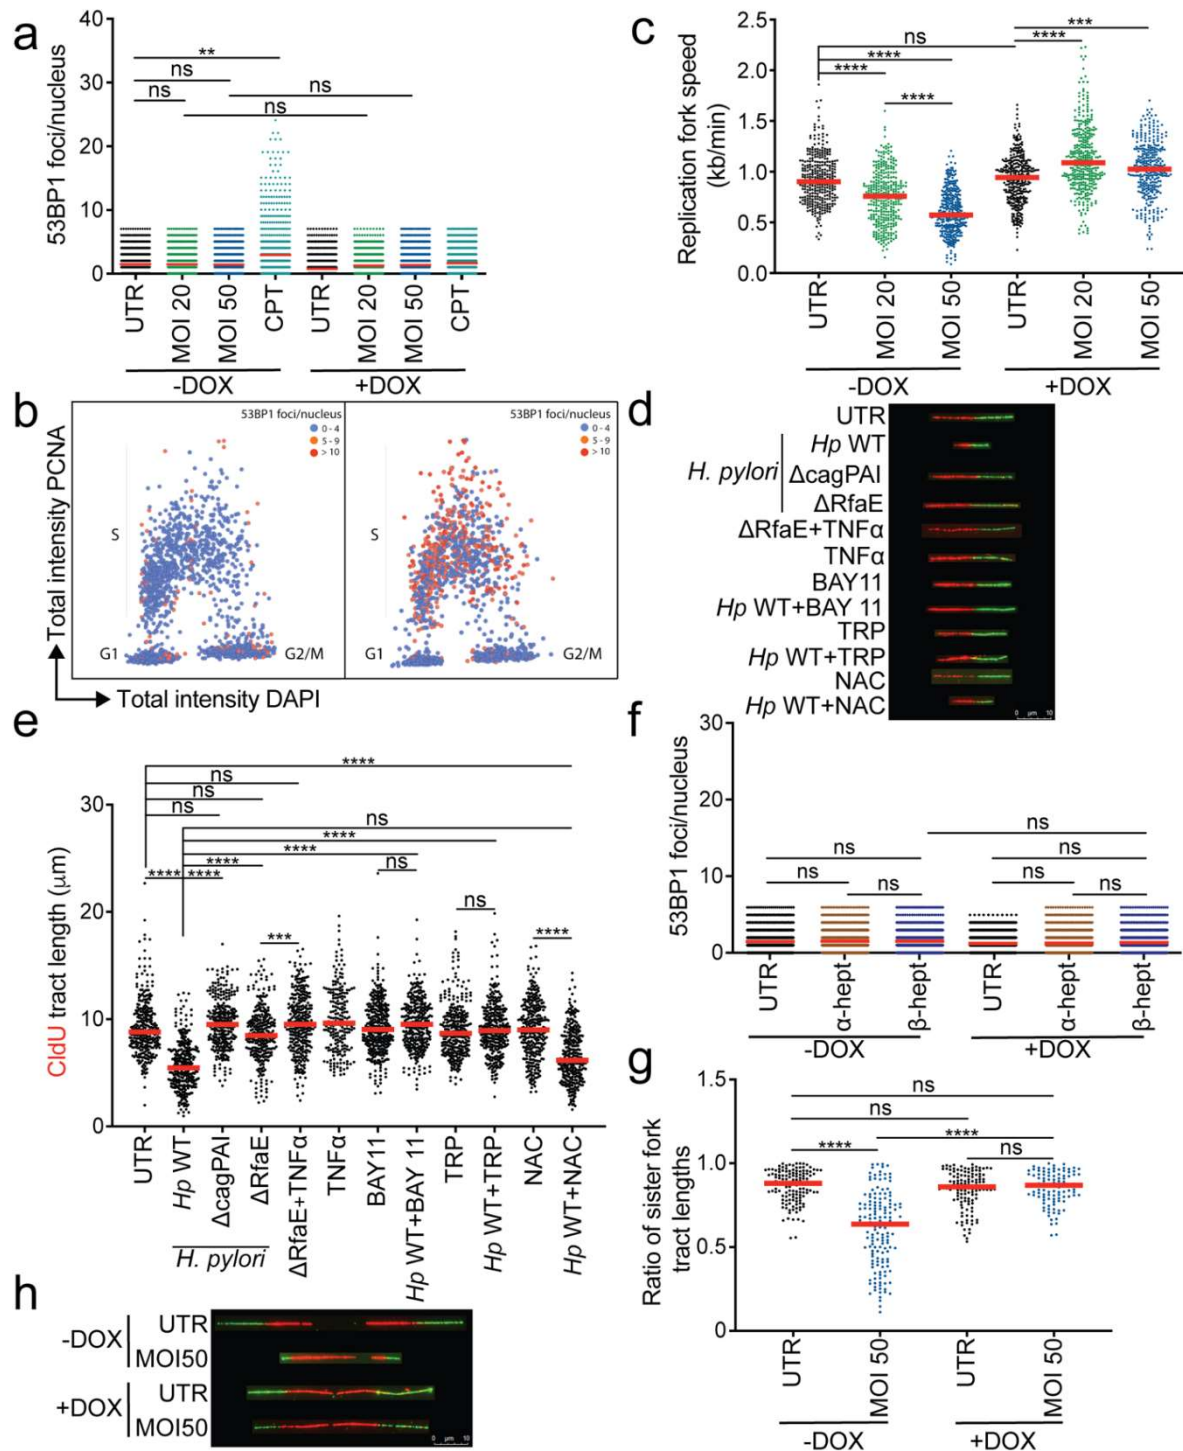 a
53BP1 foci/nucleus
40
30
20
10
0
**
ns
ns
ns
ns
UTR
MOI 20
MOI 50
CPT
UTR
MOI 20
MOI 50
CPT
-DOX
+DOX
c
Replication fork speed
(kb/min)
2.5
2.0
1.5
1.0
0.5
0.0
ns
***
****
****
****
****
UTR
MOI 20
MOI 50
UTR
MOI 20
MOI 50
-DOX
+DOX
b
Total intensity PCNA
Total intensity DAPI
53BP1 foci/nucleus
0 - 4
5 - 9
> 10
S
G1
G2/M
53BP1 foci/nucleus
0 - 4
5 - 9
> 10
S
G1
G2/M
d
UTR
Hp WT
H. pylori
ΔcagPAI
ΔRfaE
ΔRfaE+TNFα
TNFα
BAY11
Hp WT+BAY 11
TRP
Hp WT+TRP
NAC
Hp WT+NAC
0 µm 10
e
CldU tract length (µm)
30
20
10
0
****
ns
ns
ns
ns
****
****
****
**** ****
ns
***
ns
****
UTR
Hp WT
ΔcagPAI
ΔRfaE
ΔRfaE+TNFα
TNFα
BAY11
Hp WT+BAY 11
TRP
Hp WT+TRP
NAC
Hp WT+NAC
H. pylori
f
53BP1 foci/nucleus
30
20
10
0
ns
ns
ns
ns
ns
ns
ns
UTR
α-hept
β-hept
UTR
α-hept
β-hept
-DOX
+DOX
g
Ratio of sister fork
tract lengths
1.5
1.0
0.5
0
ns
ns
****
****
ns
UTR
MOI 50
UTR
MOI 50
-DOX
+DOX
h
-DOX
UTR
MOI50
+DOX
UTR
MOI50
0 µm 10